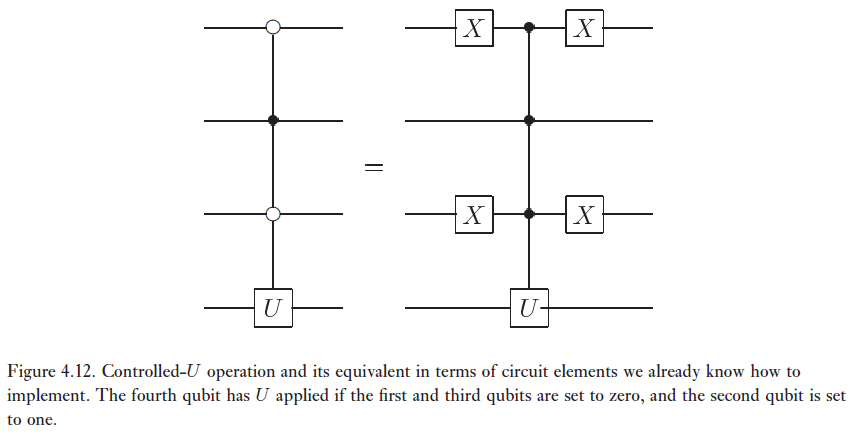 X X
=
X X
U U
Figure 4.12. Controlled-U operation and its equivalent in terms of circuit elements we already know how to
implement. The fourth qubit has U applied if the first and third qubits are set to zero, and the second qubit is set
to one.